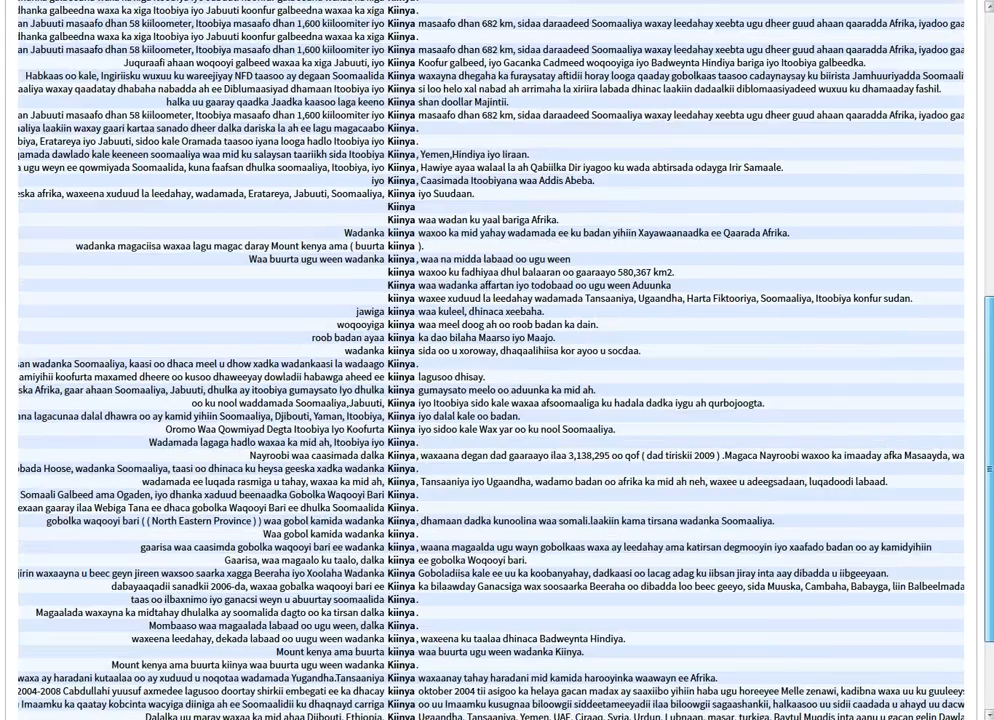 dhanka galbeedna waxa ka xiga Itoobiya iyo Jabuuti koonfur galbeedna waxaa ka xiga Kiinya.
an Jabuuti masaafo dhan 58 kiiloometer, Itoobiya masaafo dhan 1,600 kiiloomiter iyo Kiinya masaafo dhan 682 km, sidaa daraadeed Soomaaliya waxay leedahay xeebta ugu dheer guud ahaan qaaradda Afrika, iyadoo gaa
dhanka galbeedna waxa ka xiga Itoobiya iyo Jabuuti koonfur galbeedna waxaa ka xiga Kiinya.
an Jabuuti masaafo dhan 58 kiiloometer, Itoobiya masaafo dhan 1,600 kiiloomiter iyo Kiinya masaafo dhan 682 km, sidaa daraadeed Soomaaliya waxay leedahay xeebta ugu dheer guud ahaan qaaradda Afrika, iyadoo gaa
Juquraafi ahaan woqooyi galbeed waxaa ka xiga Jabuuti, iyo Kiinya Koofur galbeed, iyo Gacanka Cadmeed woqooyiga iyo Badweynta Hindiya bariga iyo Itoobiya galbeedka.
Habkaas oo kale, Ingiriisku wuxuu ku wareejiyay NFD taasoo ay degaan Soomaalida Kiinya waxayna dhegaha ka furaysatay aftidii horay looga qaaday gobolkaas taasoo cadaynaysay ku biirista Jamhuuriyadda Soomaali
aaliya waxay qaadatay dhabaha nabadda ah ee Diblumaasiyad dhamaan Itoobiya iyo Kiinya si loo helo xal nabad ah arrimaha la xiriira labada dhinac laakiin dadaalkii diblomaasiyadeed wuxuu ku dhamaaday fashil.
halka uu gaaray qaadka Jaadka kaasoo laga keeno Kiinya shan doollar Majintii.
an Jabuuti masaafo dhan 58 kiiloometer, Itoobiya masaafo dhan 1,600 kiiloomiter iyo Kiinya masaafo dhan 682 km, sidaa daraadeed Soomaaliya waxay leedahay xeebta ugu dheer guud ahaan qaaradda Afrika, iyadoo gaa
aaliya laakiin waxay gaari kartaa sanado dheer dalka dariska la ah ee lagu magacaabo Kiinya.
biya, Eratareya iyo Jabuuti, sidoo kale Oramada taasoo iyana looga hadlo Itoobiya iyo Kiinya.
gamada dawlado kale keeneen soomaaliya waa mid ku salaysan taariikh sida Itoobiya Kiinya, Yemen,Hindiya iyo Iiraan.
a ugu weyn ee qowmiyada Soomaalida, kuna faafsan dhulka soomaaliya, Itoobiya, iyo Kiinya, Hawiye ayaa walaal la ah Qabiilka Dir iyagoo ku wada abtirsada odayga Irir Samaale.
iyo Kiinya, Caasimada Itoobiyana waa Addis Abeba.
eska afrika, waxeena xuduud la leedahay, wadamada, Eratareya, Jabuuti, Soomaaliya, Kiinya iyo Suudaan.
Kiinya
Kiinya waa wadan ku yaal bariga Afrika.
Wadanka Kiinya waxoo ka mid yahay wadamada ee ku badan yihiin Xayawaanaadka ee Qaarada Afrika.
wadanka magaciisa waxaa lagu magac daray Mount kenya ama ( buurta kiinya ).
Waa buurta ugu ween wadanka kiinya, waa na midda labaad oo ugu ween
kiinya waxoo ku fadhiyaa dhul balaaran oo gaaraayo 580,367 km2.
Kiinya waa wadanka affartan iyo todobaad oo ugu ween Aduunka
kiinya waxee xuduud la leedahay wadamada Tansaaniya, Ugaandha, Harta Fiktooriya, Soomaaliya, Itoobiya konfur sudan.
jawiga kiinya waa kuleel, dhinaca xeebaha.
woqooyiga kiinya waa meel doog ah oo roob badan ka dain.
roob badan ayaa kiinya ka dao bilaha Maarso iyo Maajo.
wadanka kiinya sida oo u xoroway, dhaqaalihiisa kor ayoo u socdaa.
an wadanka Soomaaliya, kaasi oo dhaca meel u dhow xadka wadankaasi la wadaago Kiinya.
amiyihii koofurta maxamed dheere oo kusoo dhaweeyay dowladii habawga aheed ee kiinya lagusoo dhisay.
ska Afrika, gaar ahaan Soomaaliya, Jabuuti, dhulka ay itoobiya gumaysato Iyo dhulka kiinya gumaysato meelo oo aduunka ka mid ah.
oo ku nool waddamada Soomaaliya,Jabuuti, Kiinya iyo Itoobiya sido kale waxaa afsoomaaliga ku hadala dadka iygu ah qurbojoogta.
ana lagacunaa dalal dhawra oo ay kamid yihiin Soomaaliya, Djibouti, Yaman, Itoobiya, Kiinya iyo dalal kale oo badan.
Oromo Waa Qowmiyad Degta Itoobiya Iyo Koofurta Kiinya iyo sidoo kale Wax yar oo ku nool Soomaaliya.
Wadamada lagaga hadlo waxaa ka mid ah, Itoobiya iyo Kiinya.
Nayroobi waa caasimada dalka Kiinya, waxaana degan dad gaaraayo ilaa 3,138,295 oo qof ( dad tiriskii 2009 ) .Magaca Nayroobi waxoo ka imaaday afka Masaayda, wa
obada Hoose, wadanka Soomaaliya, taasi oo dhinaca ku heysa geeska xadka wadanka Kiinya.
wadamada ee luqada rasmiga u tahay, waxaa ka mid ah, Kiinya, Tansaaniya iyo Ugaandha, wadamo badan oo afrika ka mid ah neh, waxee u adeegsadaan, luqadoodi labaad.
Somaali Galbeed ama Ogaden, iyo dhanka xaduud beenaadka Gobolka Waqooyi Bari Kiinya.
exaan gaaray ilaa Webiga Tana ee dhaca gobolka Waqooyi Bari ee dhulka Soomaalida Kiinya.
gobolka waqooyi bari ( ( North Eastern Province ) ) waa gobol kamida wadanka Kiinya, dhamaan dadka kunoolina waa somali.laakiin kama tirsana wadanka Soomaaliya.
Waa gobol kamida wadanka kiinya.
gaarisa waa caasimda gobolka waqooyi bari ee wadanka kiinya, waana magaalda ugu wayn gobolkaas waxa ay leedahay ama katirsan degmooyin iyo xaafado badan oo ay kamidyihiin
Gaarisa, waa magaalo ku taalo, dalka kiinya ee gobolka Woqooyi bari.
jirin waxaayna u beec geyn jireen waxsoo saarka xagga Beeraha iyo Xoolaha Wadanka Kiinya Goboladiisa kale ee uu ka koobanyahay, dadkaasi oo lacag adag ku iibsan jiray inta aay dibadda u iibgeeyaan.
dabayaaqadii sanadkii 2006-da, waxaa gobolka waqooyi bari ee Kiinya ka bilaawday Ganacsiga wax soosaarka Beeraha oo dibadda loo beec geeyo, sida Muuska, Cambaha, Babayga, liin Balbeelmada
taas oo ilbaxnimo iyo ganacsi weyn u abuurtay soomaalida Kiinya.
Magaalada waxayna ka midtahay dhulalka ay soomalida dagto oo ka tirsan dalka kiinya.
Mombaaso waa magaalada labaad oo ugu ween, dalka Kiinya.
waxeena leedahay, dekada labaad oo uugu ween wadanka kiinya, waxeena ku taalaa dhinaca Badweynta Hindiya.
Mount kenya ama buurta kiinya waa buurta ugu ween wadanka Kiinya.
Mount kenya ama buurta kiinya waa buurta ugu ween wadanka Kiinya.
waxa ay haradani kutaalaa oo ay xuduud u noqotaa wadamada Yugandha.Tansaaniya Kiinya waxaanay tahay haradani mid kamida harooyinka waawayn ee Afrika.
2004-2008 Cabdullahi yuusuf axmedee lagusoo doortay shirkii embegati ee ka dhacay kiinya oktober 2004 tii asigoo ka helaya gacan madax ay saaxiibo yihiin haba ugu horeeyee Melle zenawi, kadibna waxa uu ku guuleey
u Imaamku ka qaatay kobcinta wacyiga diiniga ah ee Soomaalidii ku dhaqnayd carriga Kiinya oo uu Imaamku kusugnaa biloowgii siddeetameeyadii ilaa biloowgii sagaashankii, halkaasoo uu sidii caadada u ahayd uu dacw
Dalalka uu maray waxaa ka mid ahaa Djibouti, Ethiopia, Kiinya, Ugaandha, Tansaaniya, Yemen, UAE, Ciraaq, Syria, Urdun, Lubnaan, masar, turkiga, Baytul Muqdis inta aanu u gacan gelin Dawla